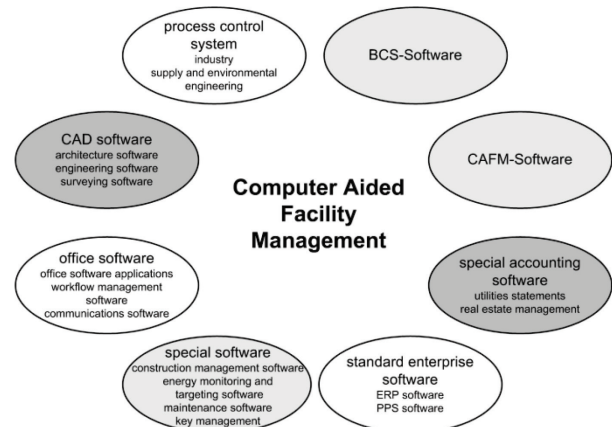 process control
system
industry
supply and environmental
engineering
BCS-Software
CAD software
architecture software
engineering software
surveying software
CAFM-Software
Computer Aided
Facility
Management
office software
office software applications
workflow management
software
communications software
special accounting
software
utilities statements
real estate management
special software
construction management software
energy monitoring and
targeting software
maintenance software
key management
standard enterprise
software
ERP software
PPS software